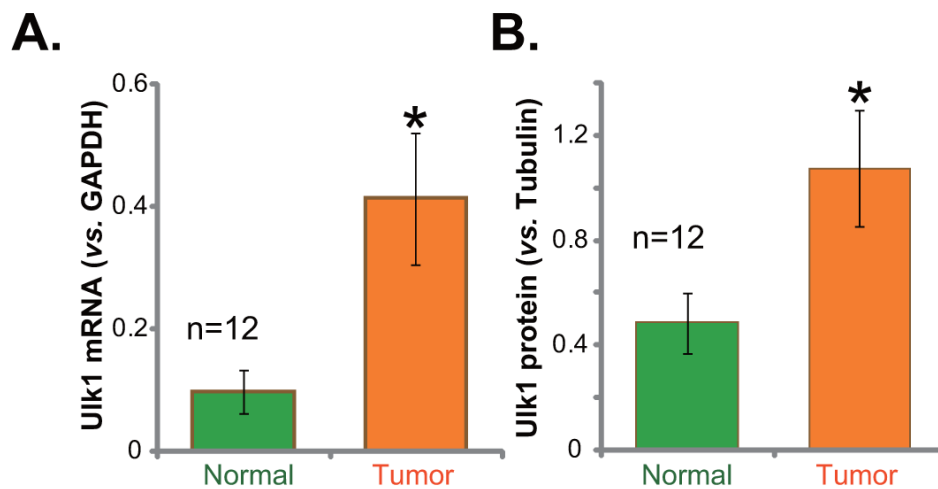 A.
Ulk1 mRNA (vs. GAPDH)
0.6
0.4
0.2
0
n=12
*
Normal
Tumor
B.
Ulk1 protein (vs. Tubulin)
1.2
0.8
0.4
0
n=12
*
Normal
Tumor